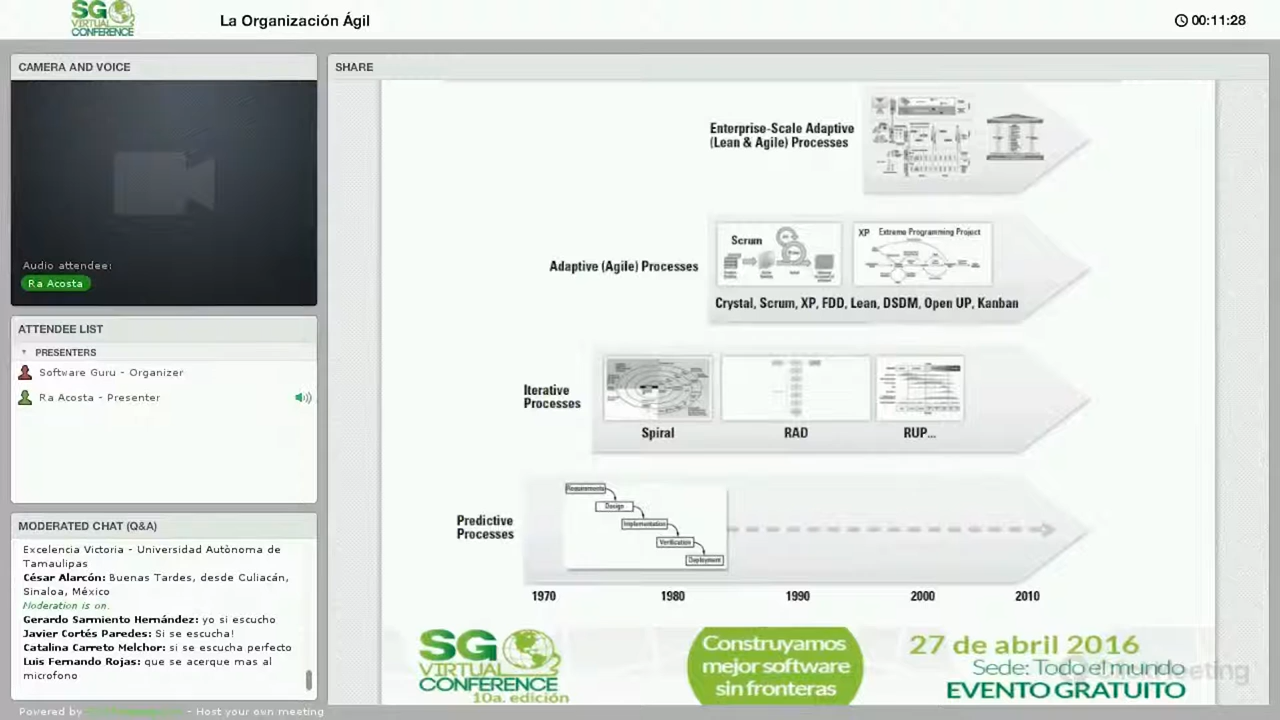 SG
VIRTUAL
CONFERENCE
La Organización Ágil
00:11:28
CAMERA AND VOICE
Audio attendee:
Ra Acosta
ATTENDEE LIST
PRESENTERS
Software Guru - Organizer
Ra Acosta - Presenter
MODERATED CHAT (Q&A)
Excelencia Victoria - Universidad Autònoma de
Tamaulipas
César Alarcón: Buenas Tardes, desde Culiacán,
Sinaloa, México
Moderation is on.
Gerardo Sarmiento Hernández: yo si escucho
Javier Cortés Paredes: Si se escucha!
Catalina Carreto Melchor: si se escucha perfecto
Luis Fernando Rojas: que se acerque mas al
microfono
Powered by
- Host your own meeting
SHARE
Enterprise-Scale Adaptive
(Lean & Agile) Processes
Adaptive (Agile) Processes
Scrum
XP Extreme Programming Project
Crystal, Scrum, XP, FDD, Lean, DSDM, Open UP, Kanban
Iterative
Processes
Spiral
RAD
RUP...
Predictive
Processes
Requirements
Design
Implementation
Verification
Deployment
1970
1980
1990
2000
2010
SG
VIRTUAL
CONFERENCE
10a. edición
Construyamos
mejor software
sin fronteras
27 de abril 2016
Sede: Todo el mundo
EVENTO GRATUITO